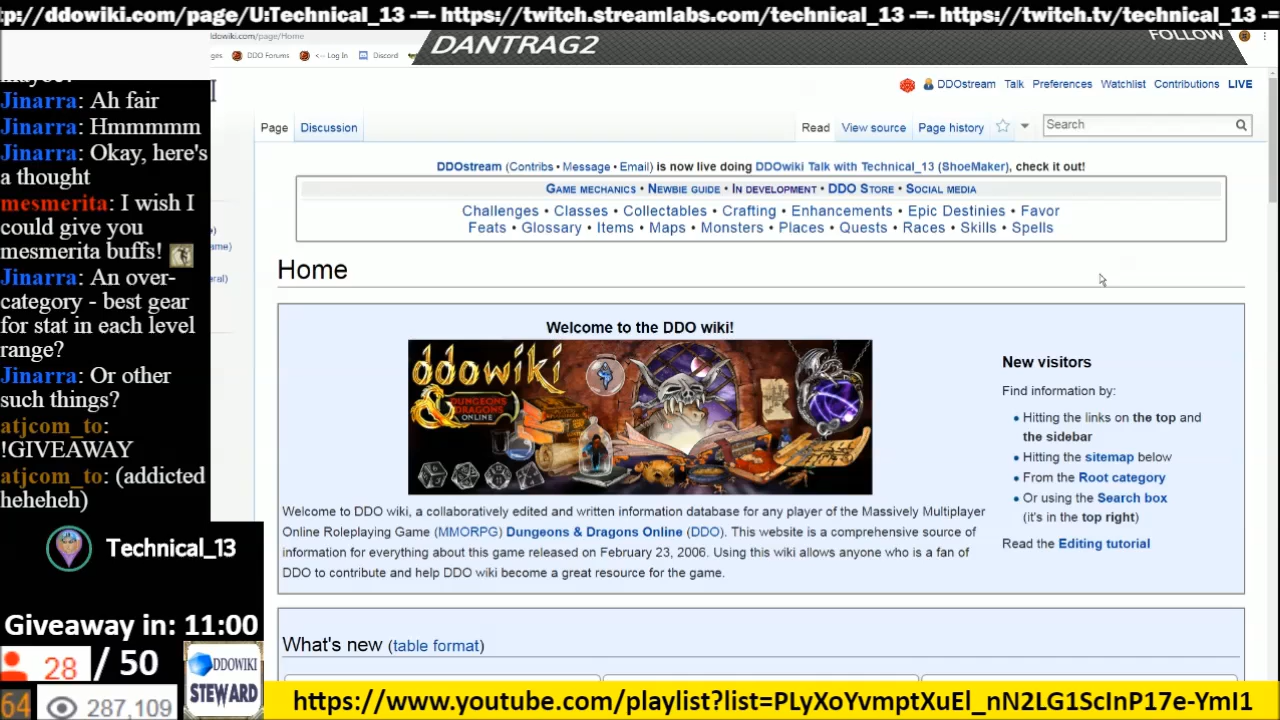 tp://ddowiki.com/page/U:Technical_13 -=- https://twitch.streamlabs.com/technical_13 -=- https://twitch.tv/technical_13 -=
ddowiki.com/page/Home
DANTRAG2
FOLLOW
ges DDO Forums <-- Log In Discord
DDOstream Talk Preferences Watchlist Contributions LIVE
Page Discussion
Read View source Page history
Search
DDOstream (Contribs • Message • Email) is now live doing DDOwiki Talk with Technical_13 (ShoeMaker), check it out!
GAME MECHANICS • NEWBIE GUIDE • IN DEVELOPMENT • DDO STORE • SOCIAL MEDIA
Challenges • Classes • Collectables • Crafting • Enhancements • Epic Destinies • Favor
Feats • Glossary • Items • Maps • Monsters • Places • Quests • Races • Skills • Spells
Home
Welcome to the DDO wiki!
ddowiki
DUNGEONS & DRAGONS
ONLINE
Welcome to DDO wiki, a collaboratively edited and written information database for any player of the Massively Multiplayer
Online Roleplaying Game (MMORPG) Dungeons & Dragons Online (DDO). This website is a comprehensive source of
information for everything about this game released on February 23, 2006. Using this wiki allows anyone who is a fan of
DDO to contribute and help DDO wiki become a great resource for the game.
New visitors
Find information by:
• Hitting the links on the top and
the sidebar
• Hitting the sitemap below
• From the Root category
• Or using the Search box
(it's in the top right)
Read the Editing tutorial
What's new (table format)
maybe.
Jinarra: Ah fair
Jinarra: Hmmmmm
Jinarra: Okay, here's
a thought
mesmerita: I wish I
could give you
mesmerita buffs!
Jinarra: An over-
category - best gear
for stat in each level
range?
Jinarra: Or other
such things?
atjcom_to:
!GIVEAWAY
atjcom_to: (addicted
heheheh)
ame)
eral)
Technical_13
Giveaway in: 11:00
28 / 50
64
287,109
DDOWIKI
STEWARD
https://www.youtube.com/playlist?list=PLyXoYvmptXuEl_nN2LG1ScInP17e-YmI1